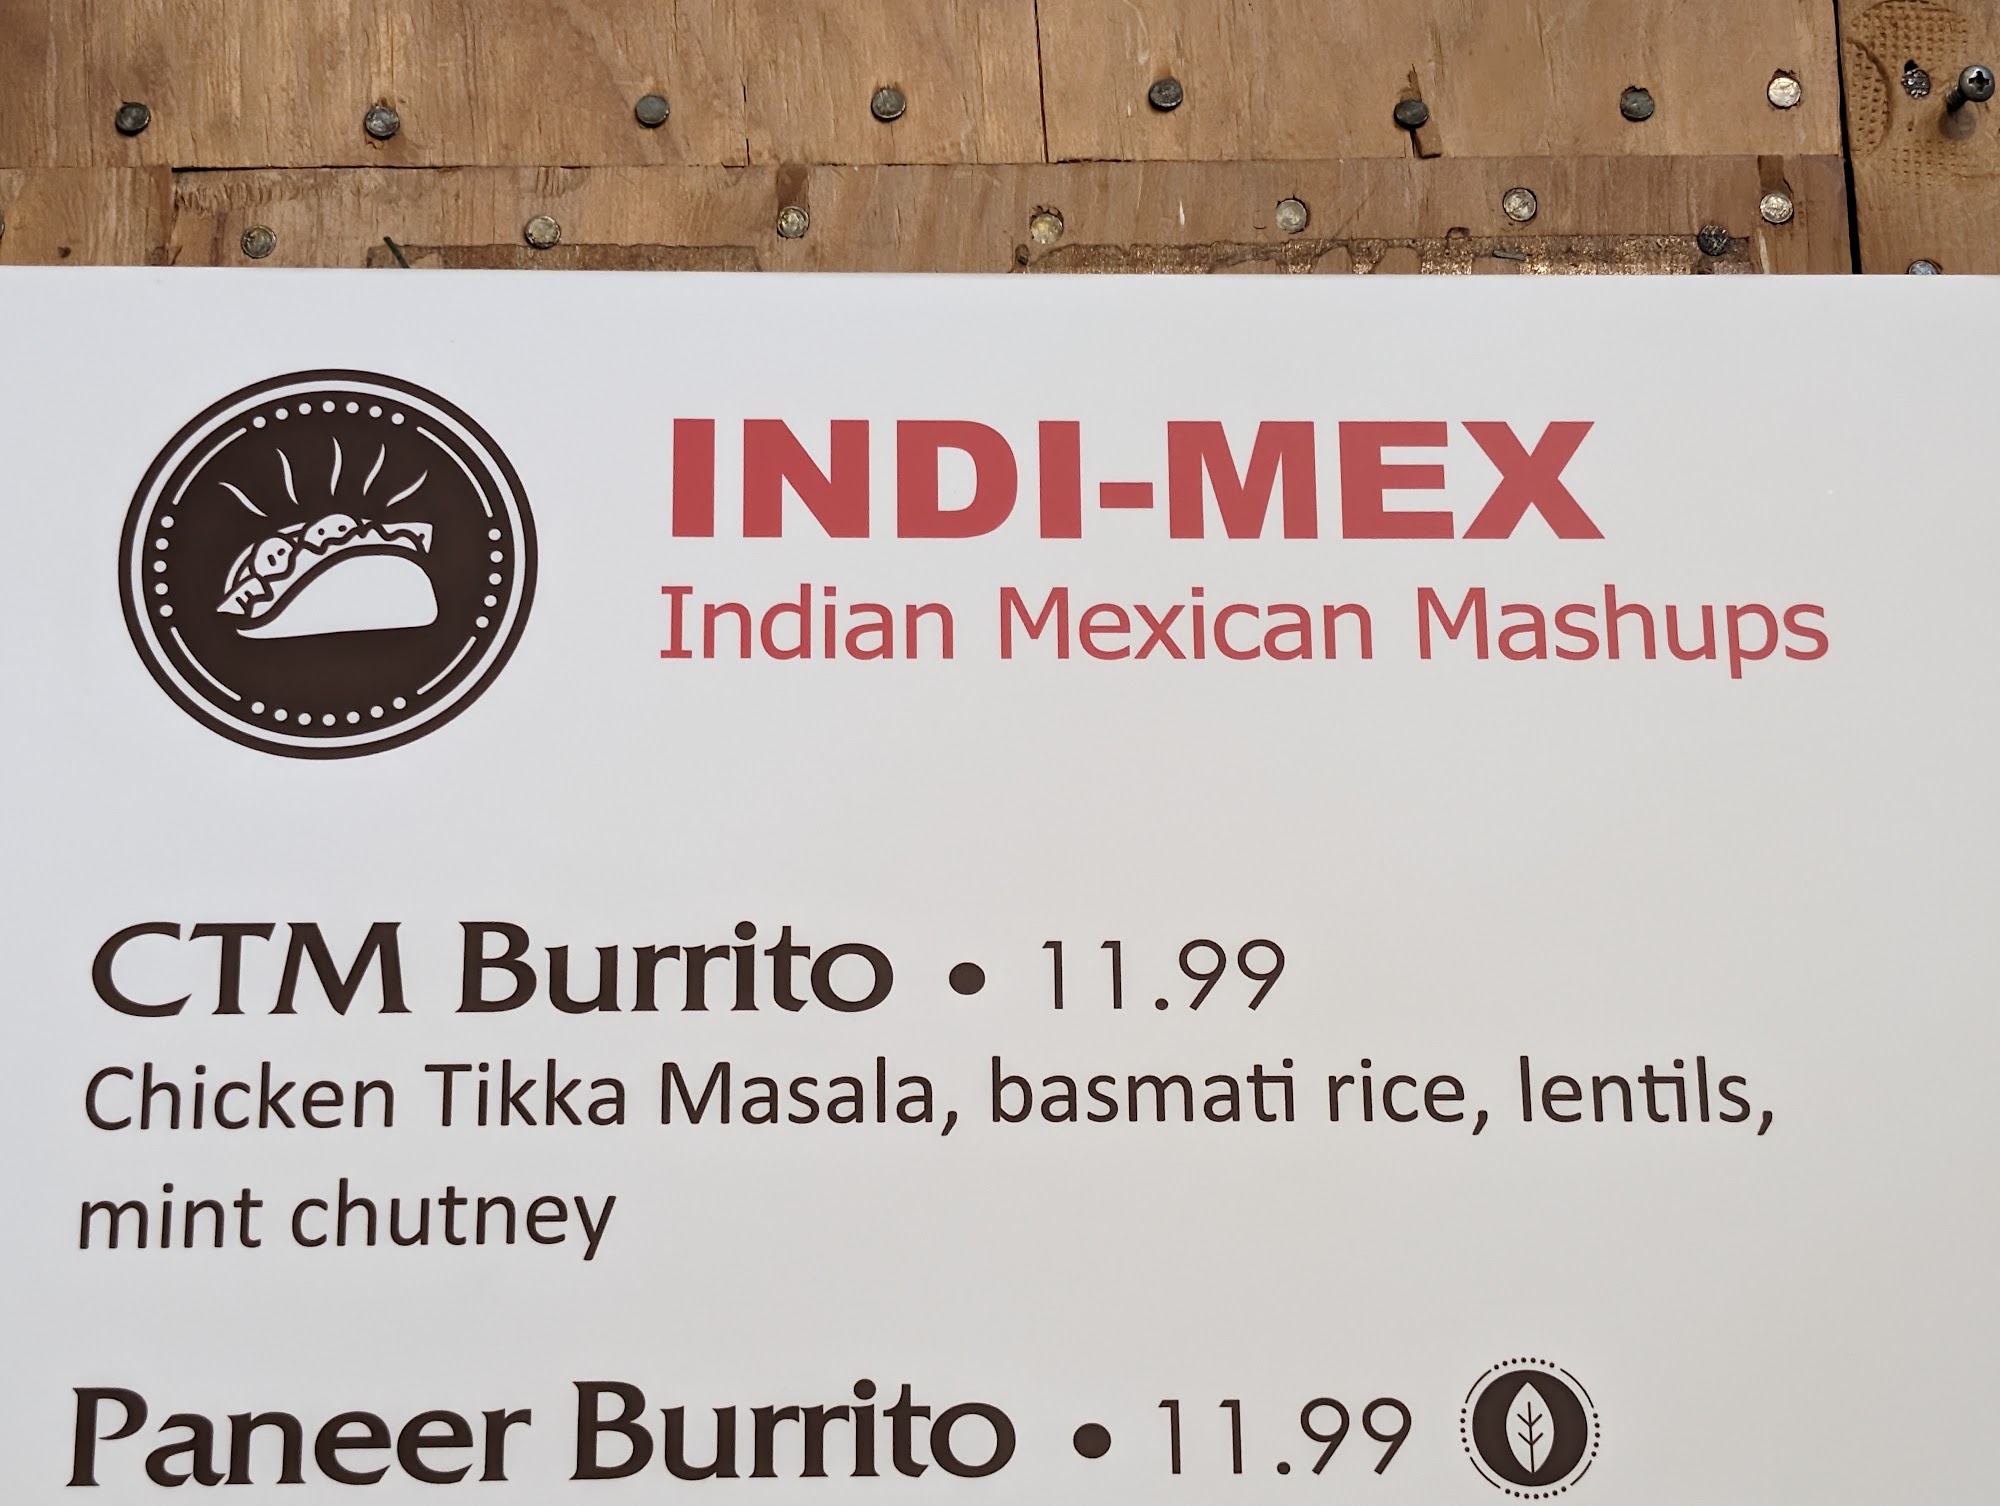 INDI-MEX
Indian Mexican Mashups
CTM Burrito • 11.99
Chicken Tikka Masala, basmati rice, lentils,
mint chutney
Paneer Burrito • 11.99